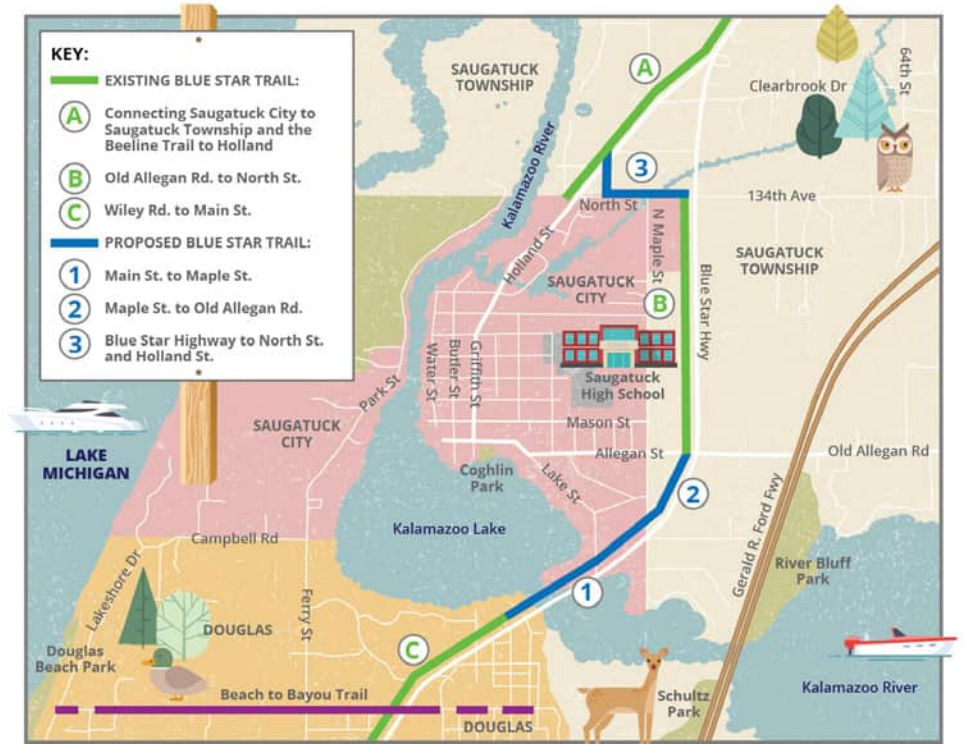 KEY:
EXISTING BLUE STAR TRAIL:
A
Connecting Saugatuck City to
Saugatuck Township and the
Beeline Trail to Holland
B
Old Allegan Rd. to North St.
C
Wiley Rd. to Main St.
PROPOSED BLUE STAR TRAIL:
1
Main St. to Maple St.
2
Maple St. to Old Allegan Rd.
3
Blue Star Highway to North St.
and Holland St.
SAUGATUCK
TOWNSHIP
A
Clearbrook Dr
64th St
Kalamazoo River
3
North St
134th Ave
N Maple St
Holland St
SAUGATUCK
CITY
SAUGATUCK
TOWNSHIP
B
Blue Star Hwy
Water St
Butler St
Griffith St
Saugatuck
High School
Park St
SAUGATUCK
CITY
Mason St
LAKE
MICHIGAN
Allegan St
Old Allegan Rd
Coghlin
Park
Lake St
2
Kalamazoo Lake
Gerald R. Ford Fwy
Campbell Rd
River Bluff
Park
1
Lakeshore Dr
Ferry St
DOUGLAS
C
Douglas
Beach Park
Beach to Bayou Trail
Schultz
Park
Kalamazoo River
DOUGLAS